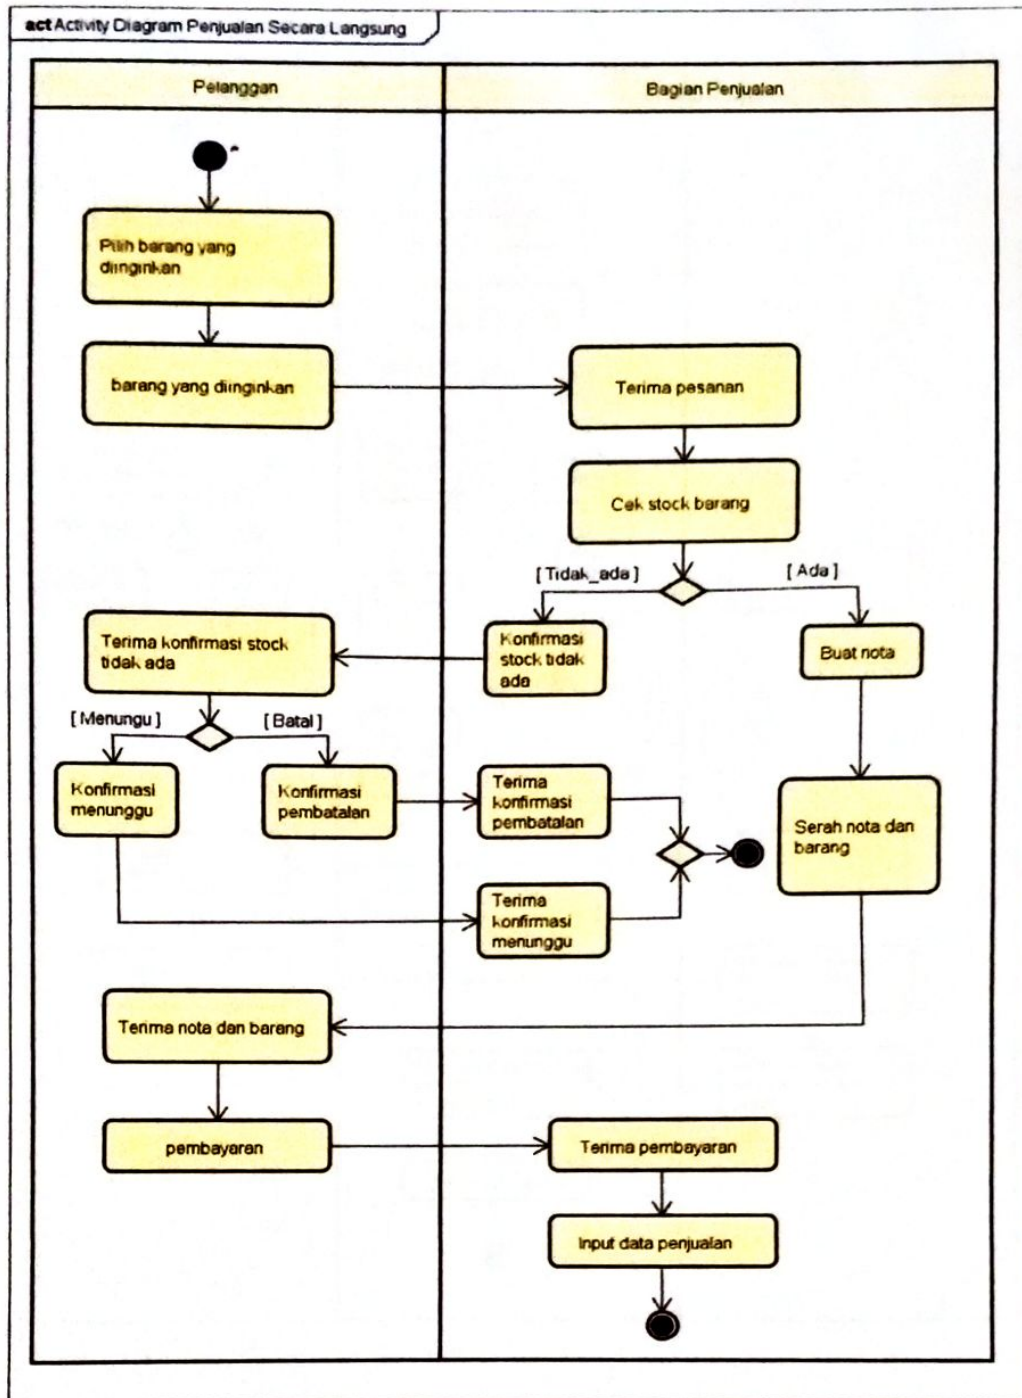 act Activity Diagram Penjualan Secara Langsung
Pelanggan
Bagian Penjualan
Pilih barang yang
diinginkan
barang yang diinginkan
Terima pesanan
Cek stock barang
[ Tidak_ada ]
[ Ada ]
Terima konfirmasi stock
tidak ada
Konfirmasi
stock tidak
ada
Buat nota
[ Menungu ]
[ Batal ]
Konfirmasi
menunggu
Konfirmasi
pembatalan
Terima
konfirmasi
pembatalan
Serah nota dan
barang
Terima
konfirmasi
menunggu
Terima nota dan barang
pembayaran
Terima pembayaran
Input data penjualan